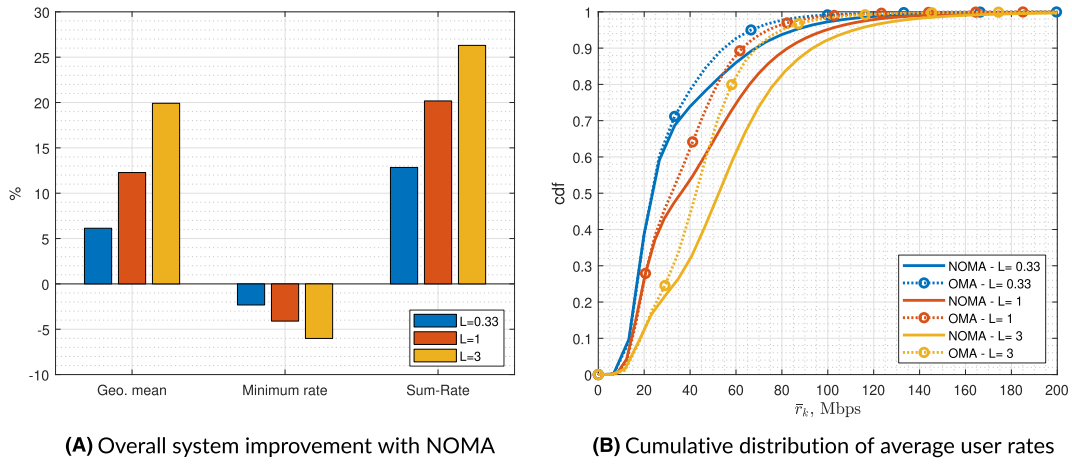 30
25
20
15
10
5
0
-5
-10
%
Geo. mean
Minimum rate
Sum-Rate
L=0.33
L=1
L=3
(A) Overall system improvement with NOMA
1
0.9
0.8
0.7
0.6
0.5
0.4
0.3
0.2
0.1
0
cdf
0 20 40 60 80 100 120 140 160 180 200
r̄ₖ, Mbps
NOMA - L= 0.33
OMA - L= 0.33
NOMA - L= 1
OMA - L= 1
NOMA - L= 3
OMA - L= 3
(B) Cumulative distribution of average user rates